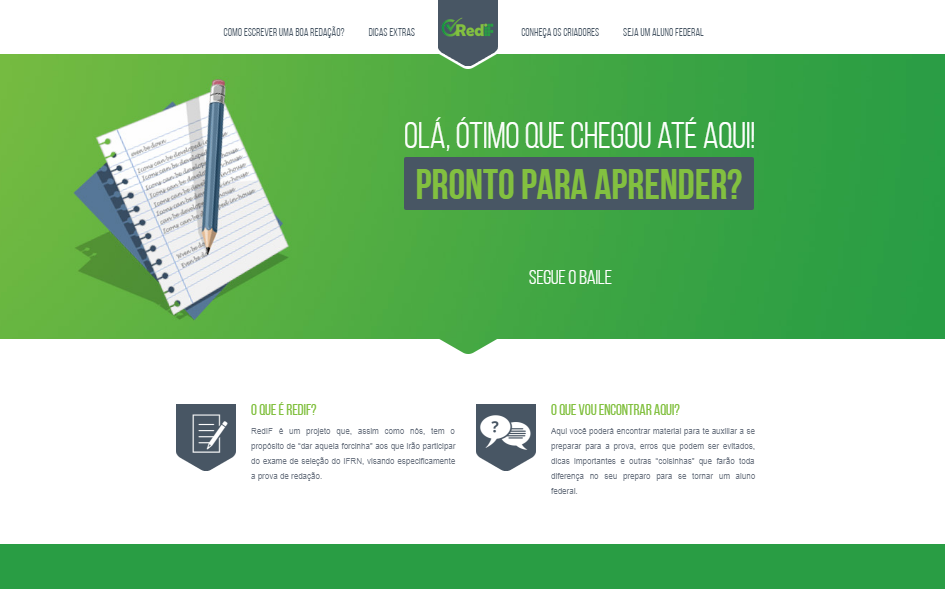 COMO ESCREVER UMA BOA REDAÇÃO?
DICAS EXTRAS
RedIF
CONHEÇA OS CRIADORES
SEJA UM ALUNO FEDERAL
OLÁ, ÓTIMO QUE CHEGOU ATÉ AQUI!
PRONTO PARA APRENDER?
SEGUE O BAILE
O QUE É REDIF?
RedIF é um projeto que, assim como nós, tem o
propósito de "dar aquela forcinha" aos que irão participar
do exame de seleção do IFRN, visando especificamente
a prova de redação.
?
O QUE VOU ENCONTRAR AQUI?
Aqui você poderá encontrar material para te auxiliar a se
preparar para a prova, erros que podem ser evitados,
dicas importantes e outras "coisinhas" que farão toda
diferença no seu preparo para se tornar um aluno
federal.